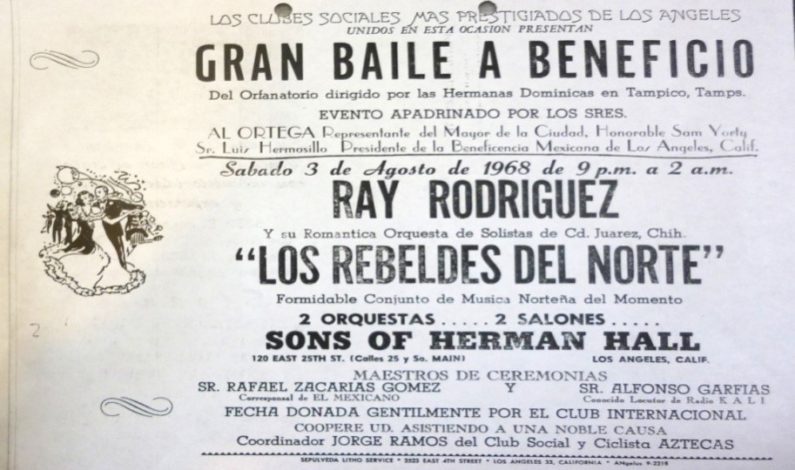 LOS CLUBES SOCIALES MAS PRESTIGIADOS DE LOS ANGELES
UNIDOS EN ESTA OCASION PRESENTAN
GRAN BAILE A BENEFICIO
Del Orfanatorio dirigido por las Hermanas Dominicas en Tampico, Tamps.
EVENTO APADRINADO POR LOS SRES.
AL ORTEGA Representante del Mayor de la Ciudad, Honorable Sam Yorty
Sr. Luis Hermosillo Presidente de la Beneficencia Mexicana de Los Angeles, Calif.
Sabado 3 de Agosto de 1968 de 9 p.m. a 2 a.m.
RAY RODRIGUEZ
Y su Romantica Orquesta de Solistas de Cd. Juarez, Chih.
"LOS REBELDES DEL NORTE"
Formidable Conjunto de Musica Norteña del Momento
2 ORQUESTAS ..... 2 SALONES .....
SONS OF HERMAN HALL
120 EAST 25TH ST. (Calles 25 y So. MAIN) LOS ANGELES, CALIF.
MAESTROS DE CEREMONIAS
SR. RAFAEL ZACARIAS GOMEZ Y SR. ALFONSO GARFIAS
Corresponsal de EL MEXICANO Conocido Locutor de Radio K A L I
FECHA DONADA GENTILMENTE POR EL CLUB INTERNACIONAL
COOPERE UD. ASISTIENDO A UNA NOBLE CAUSA
Coordinador JORGE RAMOS del Club Social y Ciclista AZTECAS
SEPULVEDA LITHO SERVICE * 2525 EAST 4TH STREET * LOS ANGELES 33, CALIFORNIA * ANgelus 9-2218
2